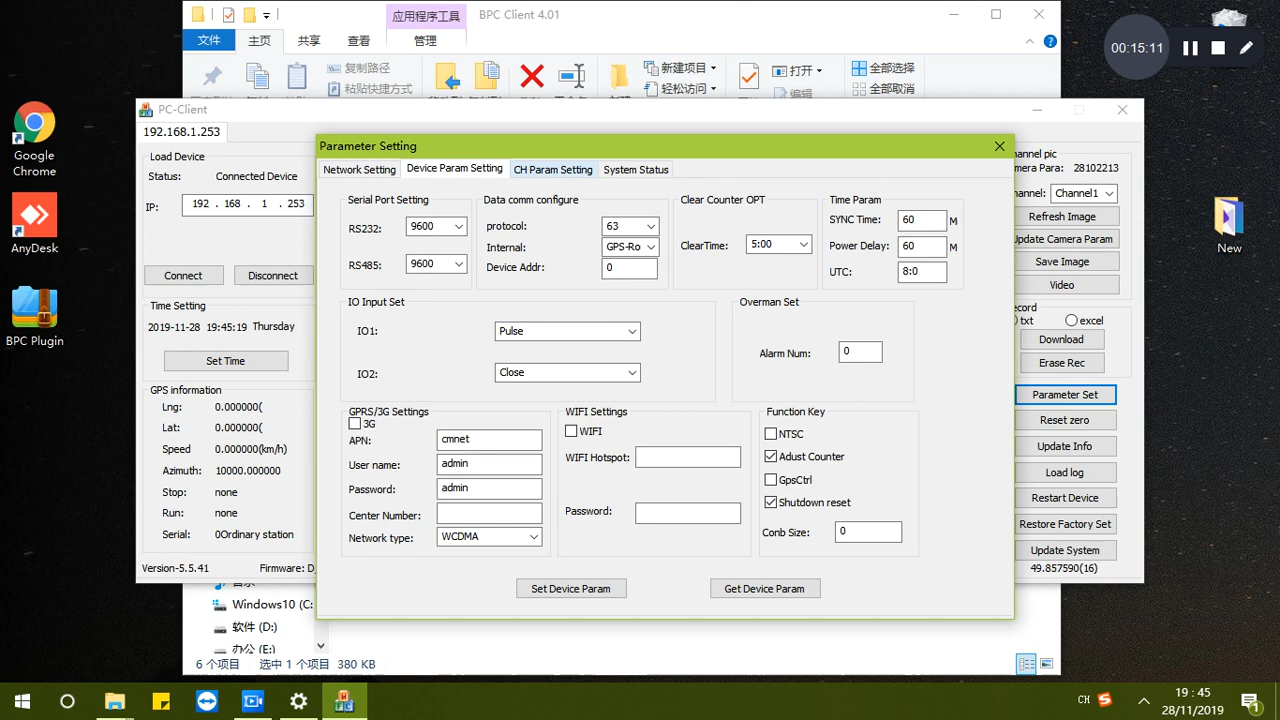 应用程序工具
BPC Client 4.01
00:15:11
文件
主页
共享
查看
管理
复制路径
粘贴快捷方式
新建项目
轻松访问
打开
编辑
全部选择
全部取消
PC-Client
192.168.1.253
Load Device
Status: Connected Device
IP: 192 . 168 . 1 . 253
Connect
Disconnect
Time Setting
2019-11-28 19:45:19 Thursday
Set Time
GPS information
Lng: 0.000000(
Lat: 0.000000(
Speed 0.000000(km/h)
Azimuth: 10000.000000
Stop: none
Run: none
Serial: 0Ordinary station
Version-5.5.41
Firmware: D
Parameter Setting
Network Setting
Device Param Setting
CH Param Setting
System Status
Serial Port Setting
RS232: 9600
RS485: 9600
Data comm configure
protocol: 63
Internal: GPS-Ro
Device Addr: 0
Clear Counter OPT
ClearTime: 5:00
Time Param
SYNC Time: 60 M
Power Delay: 60 M
UTC: 8:0
IO Input Set
IO1: Pulse
IO2: Close
Overman Set
Alarm Num: 0
GPRS/3G Settings
3G
APN: cmnet
User name: admin
Password: admin
Center Number:
Network type: WCDMA
WIFI Settings
WIFI
WIFI Hotspot:
Password:
Function Key
NTSC
Adust Counter
GpsCtrl
Shutdown reset
Conb Size: 0
Set Device Param
Get Device Param
hannel pic
amera Para: 28102213
hannel: Channel1
Refresh Image
Update Camera Param
Save Image
Video
ecord
txt
excel
Download
Erase Rec
Parameter Set
Reset zero
Update Info
Load log
Restart Device
Restore Factory Set
Update System
49.857590(16)
Google
Chrome
AnyDesk
BPC Plugin
New
Windows10 (C:
软件 (D:)
办公 (E:)
6 个项目
选中 1 个项目 380 KB
CH
19 : 45
28/11/2019
1